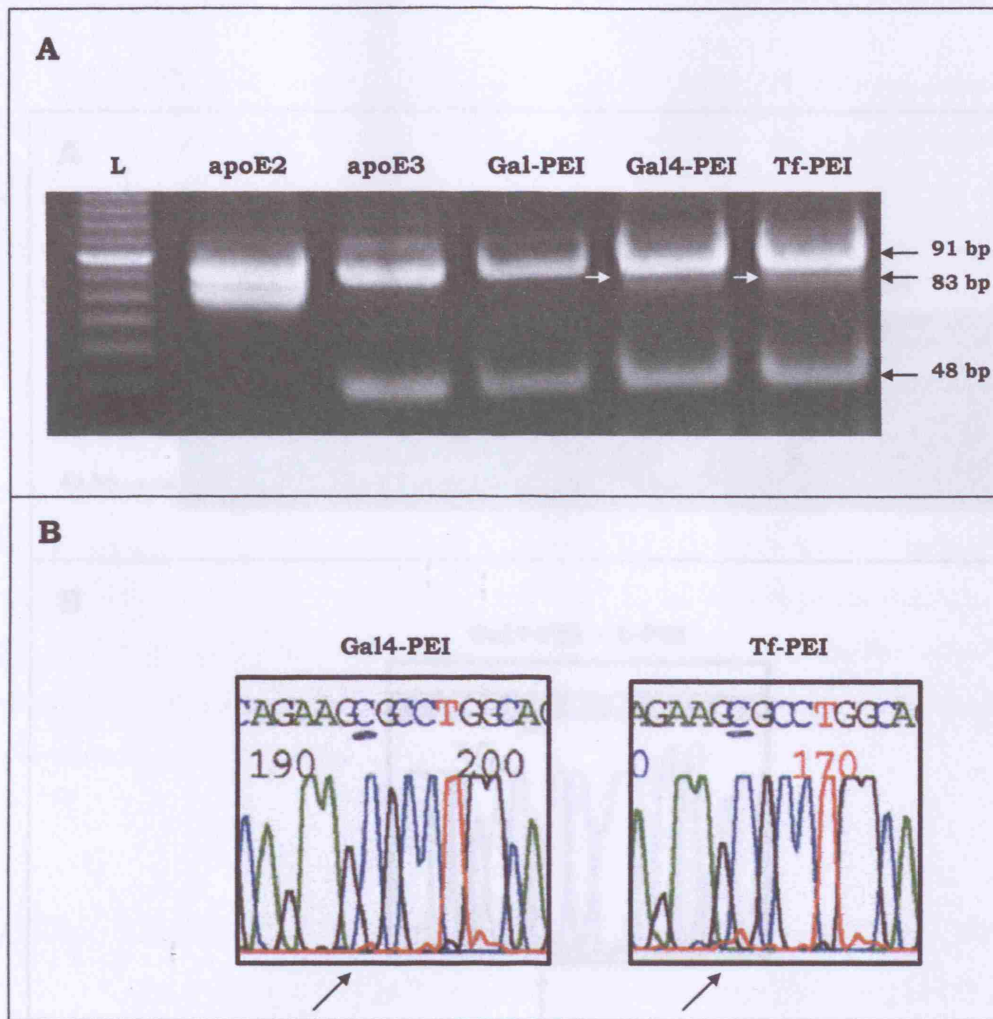 A
L apoE2 apoE3 Gal-PEI Gal4-PEI Tf-PEI
91 bp
83 bp
48 bp
B
Gal4-PEI
Tf-PEI
CAGAAGCGCCTGGCAG
190 200
AGAAGCGCCTGGCAG
0 170